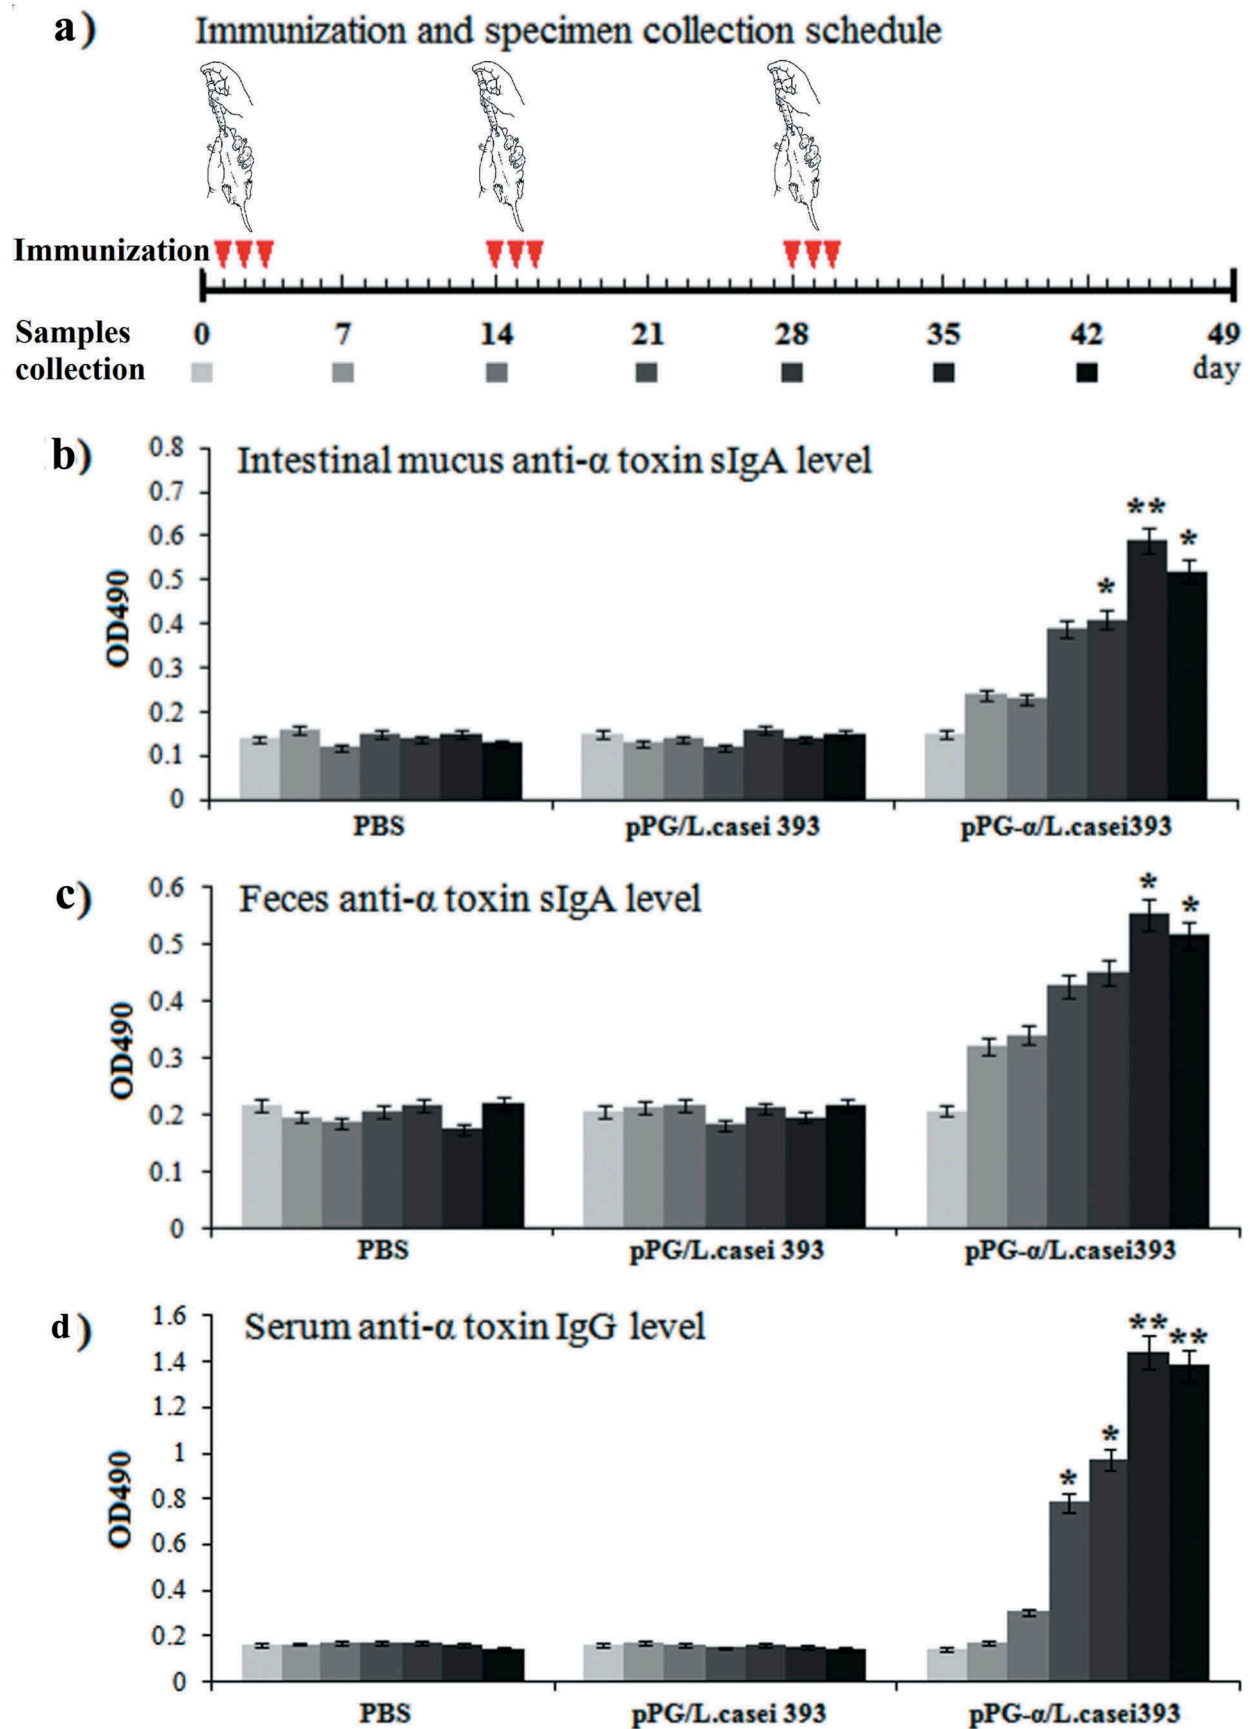 a)
Immunization and specimen collection schedule
Immunization
Samples
collection
0 7 14 21 28 35 42 49
day
b)
Intestinal mucus anti-α toxin sIgA level
OD490
0.8
0.7
0.6
0.5
0.4
0.3
0.2
0.1
0
**
*
*
PBS pPG/L.casei 393 pPG-α/L.casei393
c)
Feces anti-α toxin sIgA level
OD490
0.6
0.5
0.4
0.3
0.2
0.1
0
*
*
PBS pPG/L.casei 393 pPG-α/L.casei393
d)
Serum anti-α toxin IgG level
OD490
1.6
1.4
1.2
1
0.8
0.6
0.4
0.2
0
**
**
*
*
PBS pPG/L.casei 393 pPG-α/L.casei393